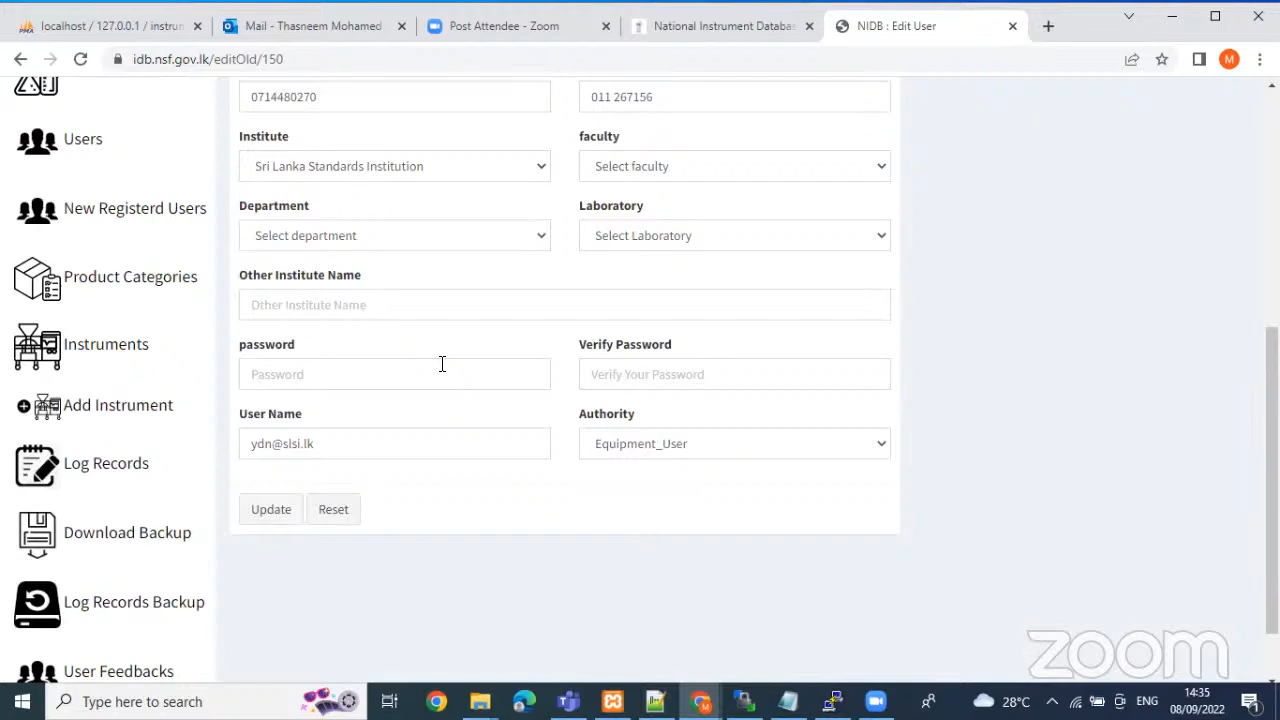 localhost / 127.0.0.1 / instrun
Mail - Thasneem Mohamed
Post Attendee - Zoom
National Instrument Databas
NIDB : Edit User
idb.nsf.gov.lk/editOld/150
M
0714480270
011 267156
Users
Institute
faculty
Sri Lanka Standards Institution
Select faculty
New Registerd Users
Department
Laboratory
Select department
Select Laboratory
Product Categories
Other Institute Name
Other Institute Name
Instruments
password
Verify Password
Password
Verify Your Password
Add Instrument
User Name
Authority
ydn@slsi.lk
Equipment_User
Log Records
Update
Reset
Download Backup
Log Records Backup
User Feedbacks
zoom
Type here to search
28°C
ENG
14:35
08/09/2022
1